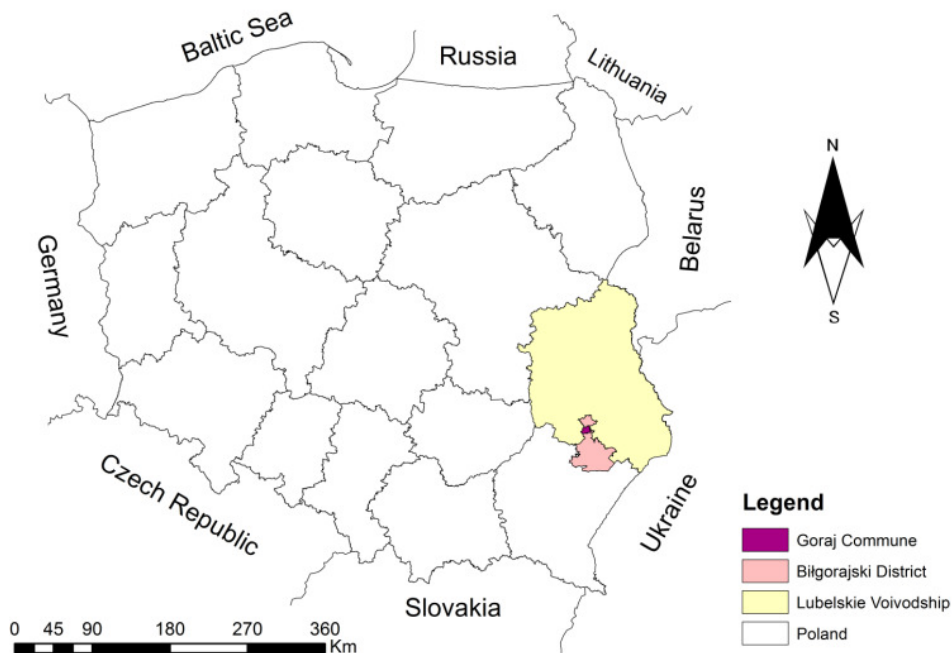 Baltic Sea
Russia
Lithuania
N
Belarus
Germany
S
Czech Republic
Ukraine
Slovakia
Legend
Goraj Commune
Biłgorajski District
Lubelskie Voivodship
Poland
0 45 90 180 270 360
Km